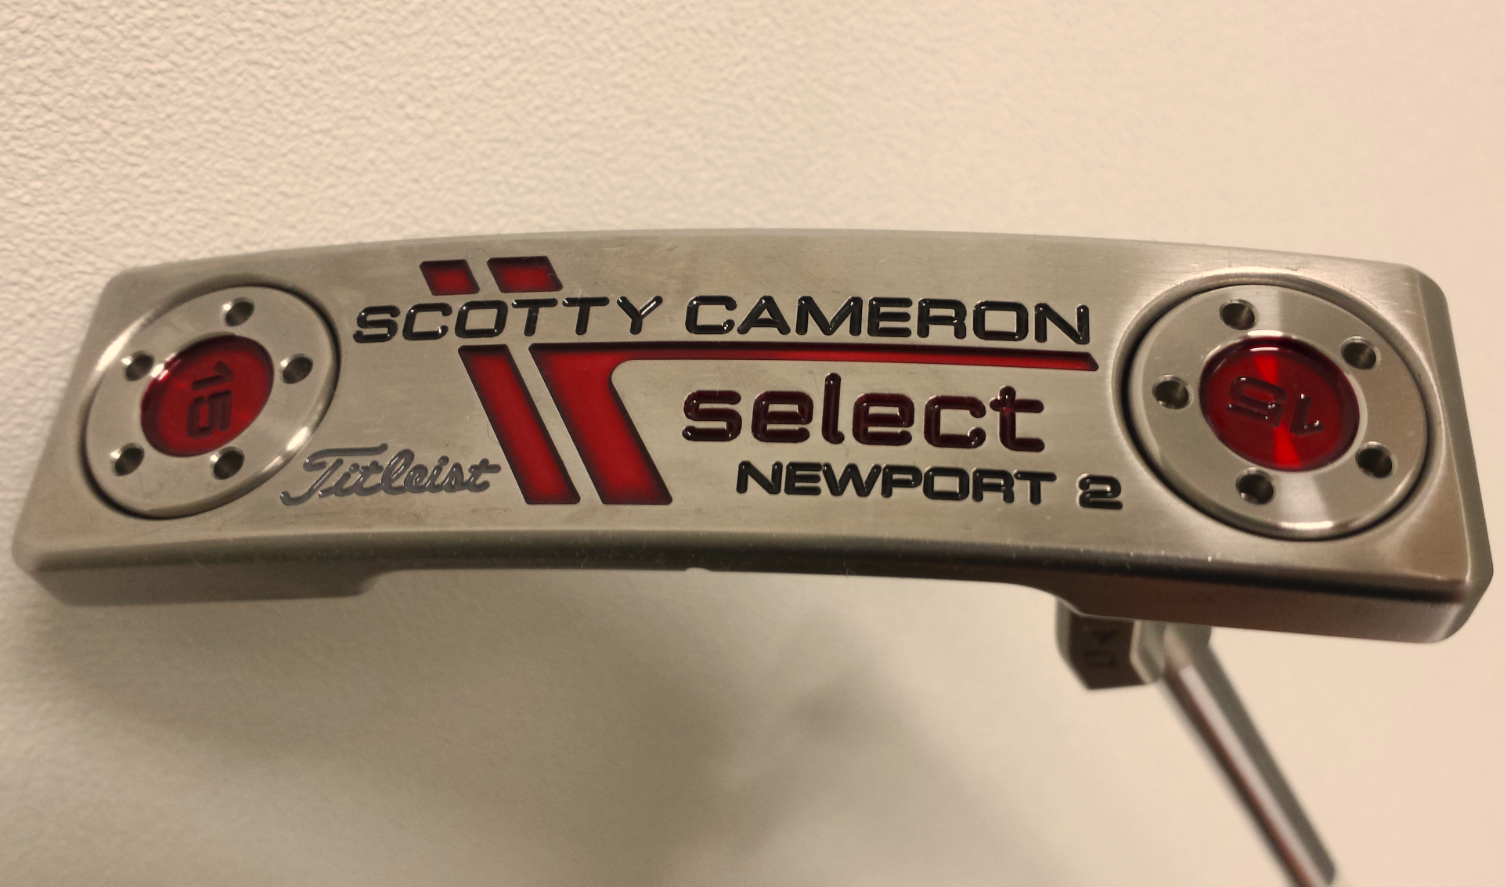 SCOTTY CAMERON
select
NEWPORT 2
Titleist
15
15